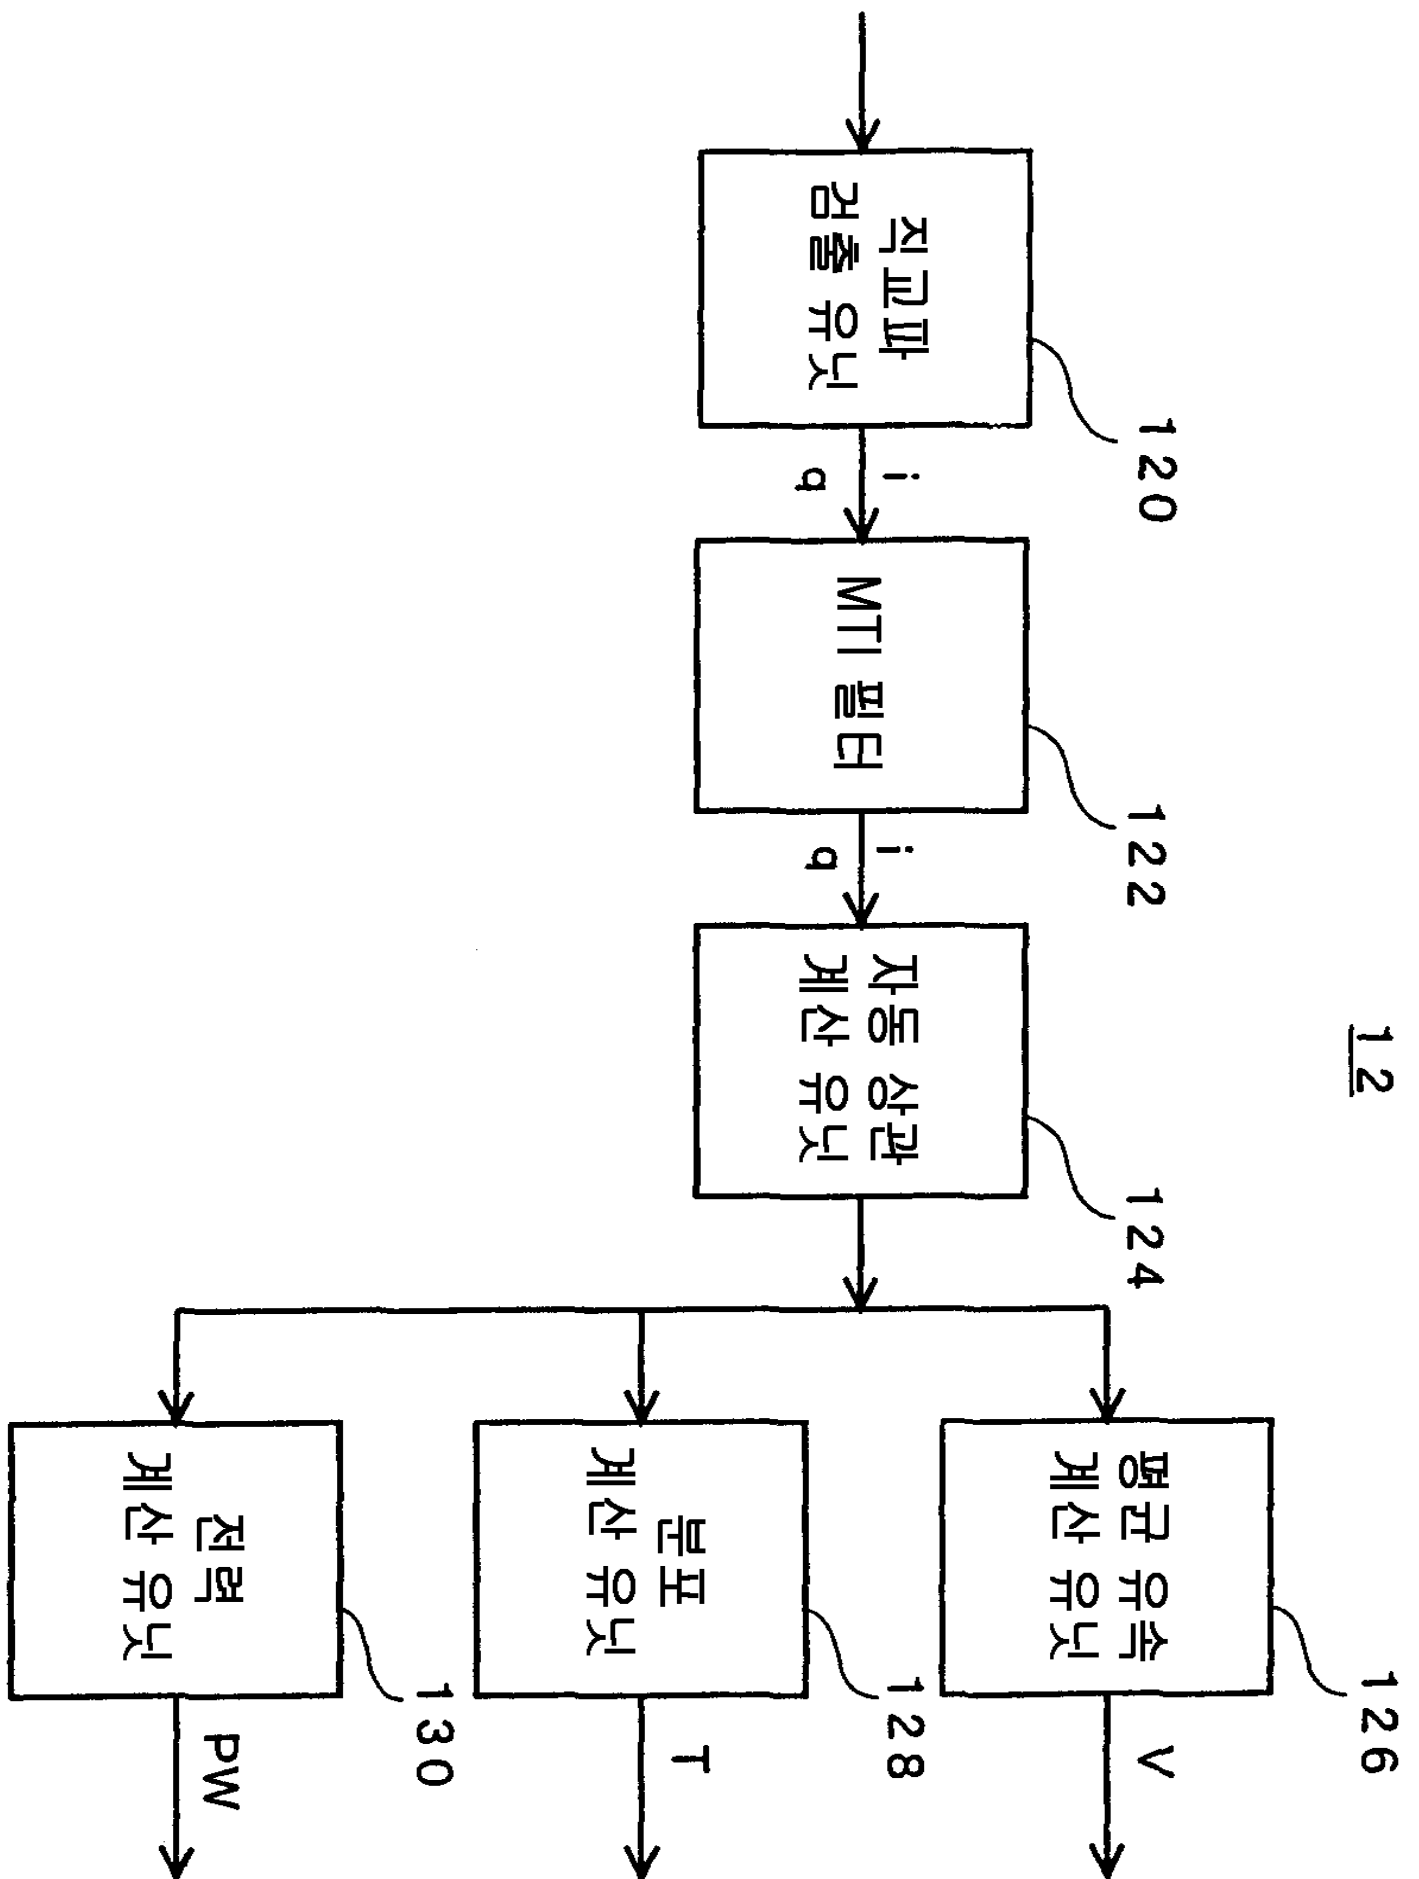 12
120
직교파
검출 유닛
i
q
122
MTI 필터
i
q
124
자동 상관
계산 유닛
126
평균 유속
계산 유닛
V
128
분포
계산 유닛
T
130
전력
계산 유닛
PW